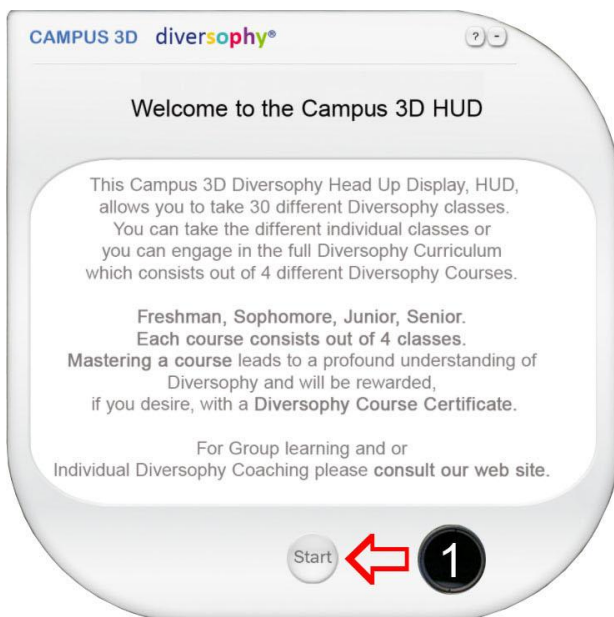 CAMPUS 3D diversophy® ? -
Welcome to the Campus 3D HUD
This Campus 3D Diversophy Head Up Display, HUD,
allows you to take 30 different Diversophy classes.
You can take the different individual classes or
you can engage in the full Diversophy Curriculum
which consists out of 4 different Diversophy Courses.
Freshman, Sophomore, Junior, Senior.
Each course consists out of 4 classes.
Mastering a course leads to a profound understanding of
Diversophy and will be rewarded,
if you desire, with a Diversophy Course Certificate.
For Group learning and or
Individual Diversophy Coaching please consult our web site.
Start 1